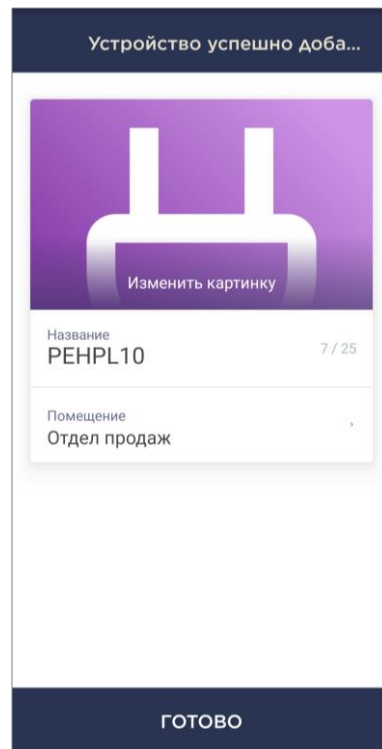 Устройство успешно доба...
Изменить картинку
Название
PEHPL10
7 / 25
Помещение
Отдел продаж
ГОТОВО